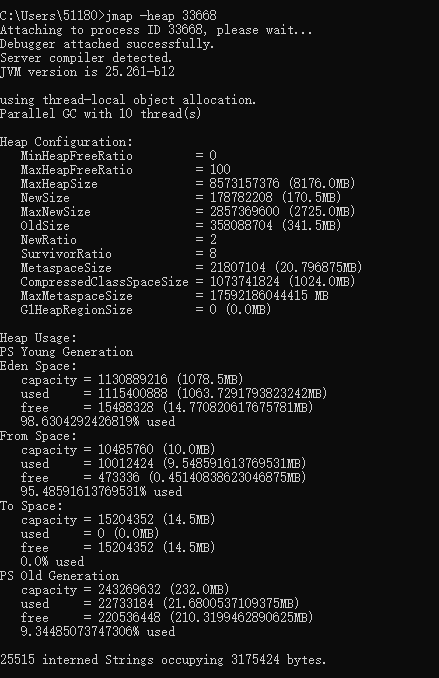 C:\Users\51180>jmap -heap 33668
Attaching to process ID 33668, please wait...
Debugger attached successfully.
Server compiler detected.
JVM version is 25.261-b12
using thread-local object allocation.
Parallel GC with 10 thread(s)
Heap Configuration:
MinHeapFreeRatio = 0
MaxHeapFreeRatio = 100
MaxHeapSize = 8573157376 (8176.0MB)
NewSize = 178782208 (170.5MB)
MaxNewSize = 2857369600 (2725.0MB)
OldSize = 358088704 (341.5MB)
NewRatio = 2
SurvivorRatio = 8
MetaspaceSize = 21807104 (20.796875MB)
CompressedClassSpaceSize = 1073741824 (1024.0MB)
MaxMetaspaceSize = 17592186044415 MB
G1HeapRegionSize = 0 (0.0MB)
Heap Usage:
PS Young Generation
Eden Space:
capacity = 1130889216 (1078.5MB)
used = 1115400888 (1063.7291793823242MB)
free = 15488328 (14.770820617675781MB)
98.6304292426819% used
From Space:
capacity = 10485760 (10.0MB)
used = 10012424 (9.548591613769531MB)
free = 473336 (0.45140838623046875MB)
95.48591613769531% used
To Space:
capacity = 15204352 (14.5MB)
used = 0 (0.0MB)
free = 15204352 (14.5MB)
0.0% used
PS Old Generation
capacity = 243269632 (232.0MB)
used = 22733184 (21.6800537109375MB)
free = 220536448 (210.3199462890625MB)
9.34485073747306% used
25515 interned Strings occupying 3175424 bytes.